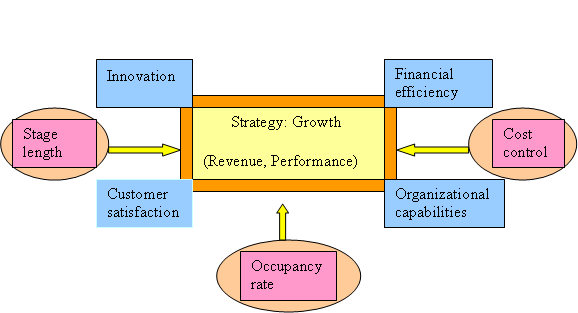 Innovation
Financial
efficiency
Strategy: Growth
(Revenue, Performance)
Stage
length
Cost
control
Customer
satisfaction
Organizational
capabilities
Occupancy
rate